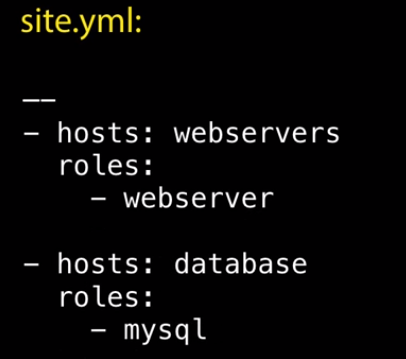 site.yml:
––
– hosts: webservers
roles:
– webserver
– hosts: database
roles:
– mysql